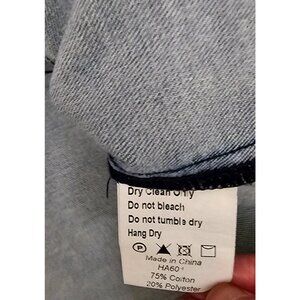 Dry Clean Only
Do not bleach
Do not tumble dry
Hang Dry
P
Made in China
HA60
75% Cotton
20% Polyester